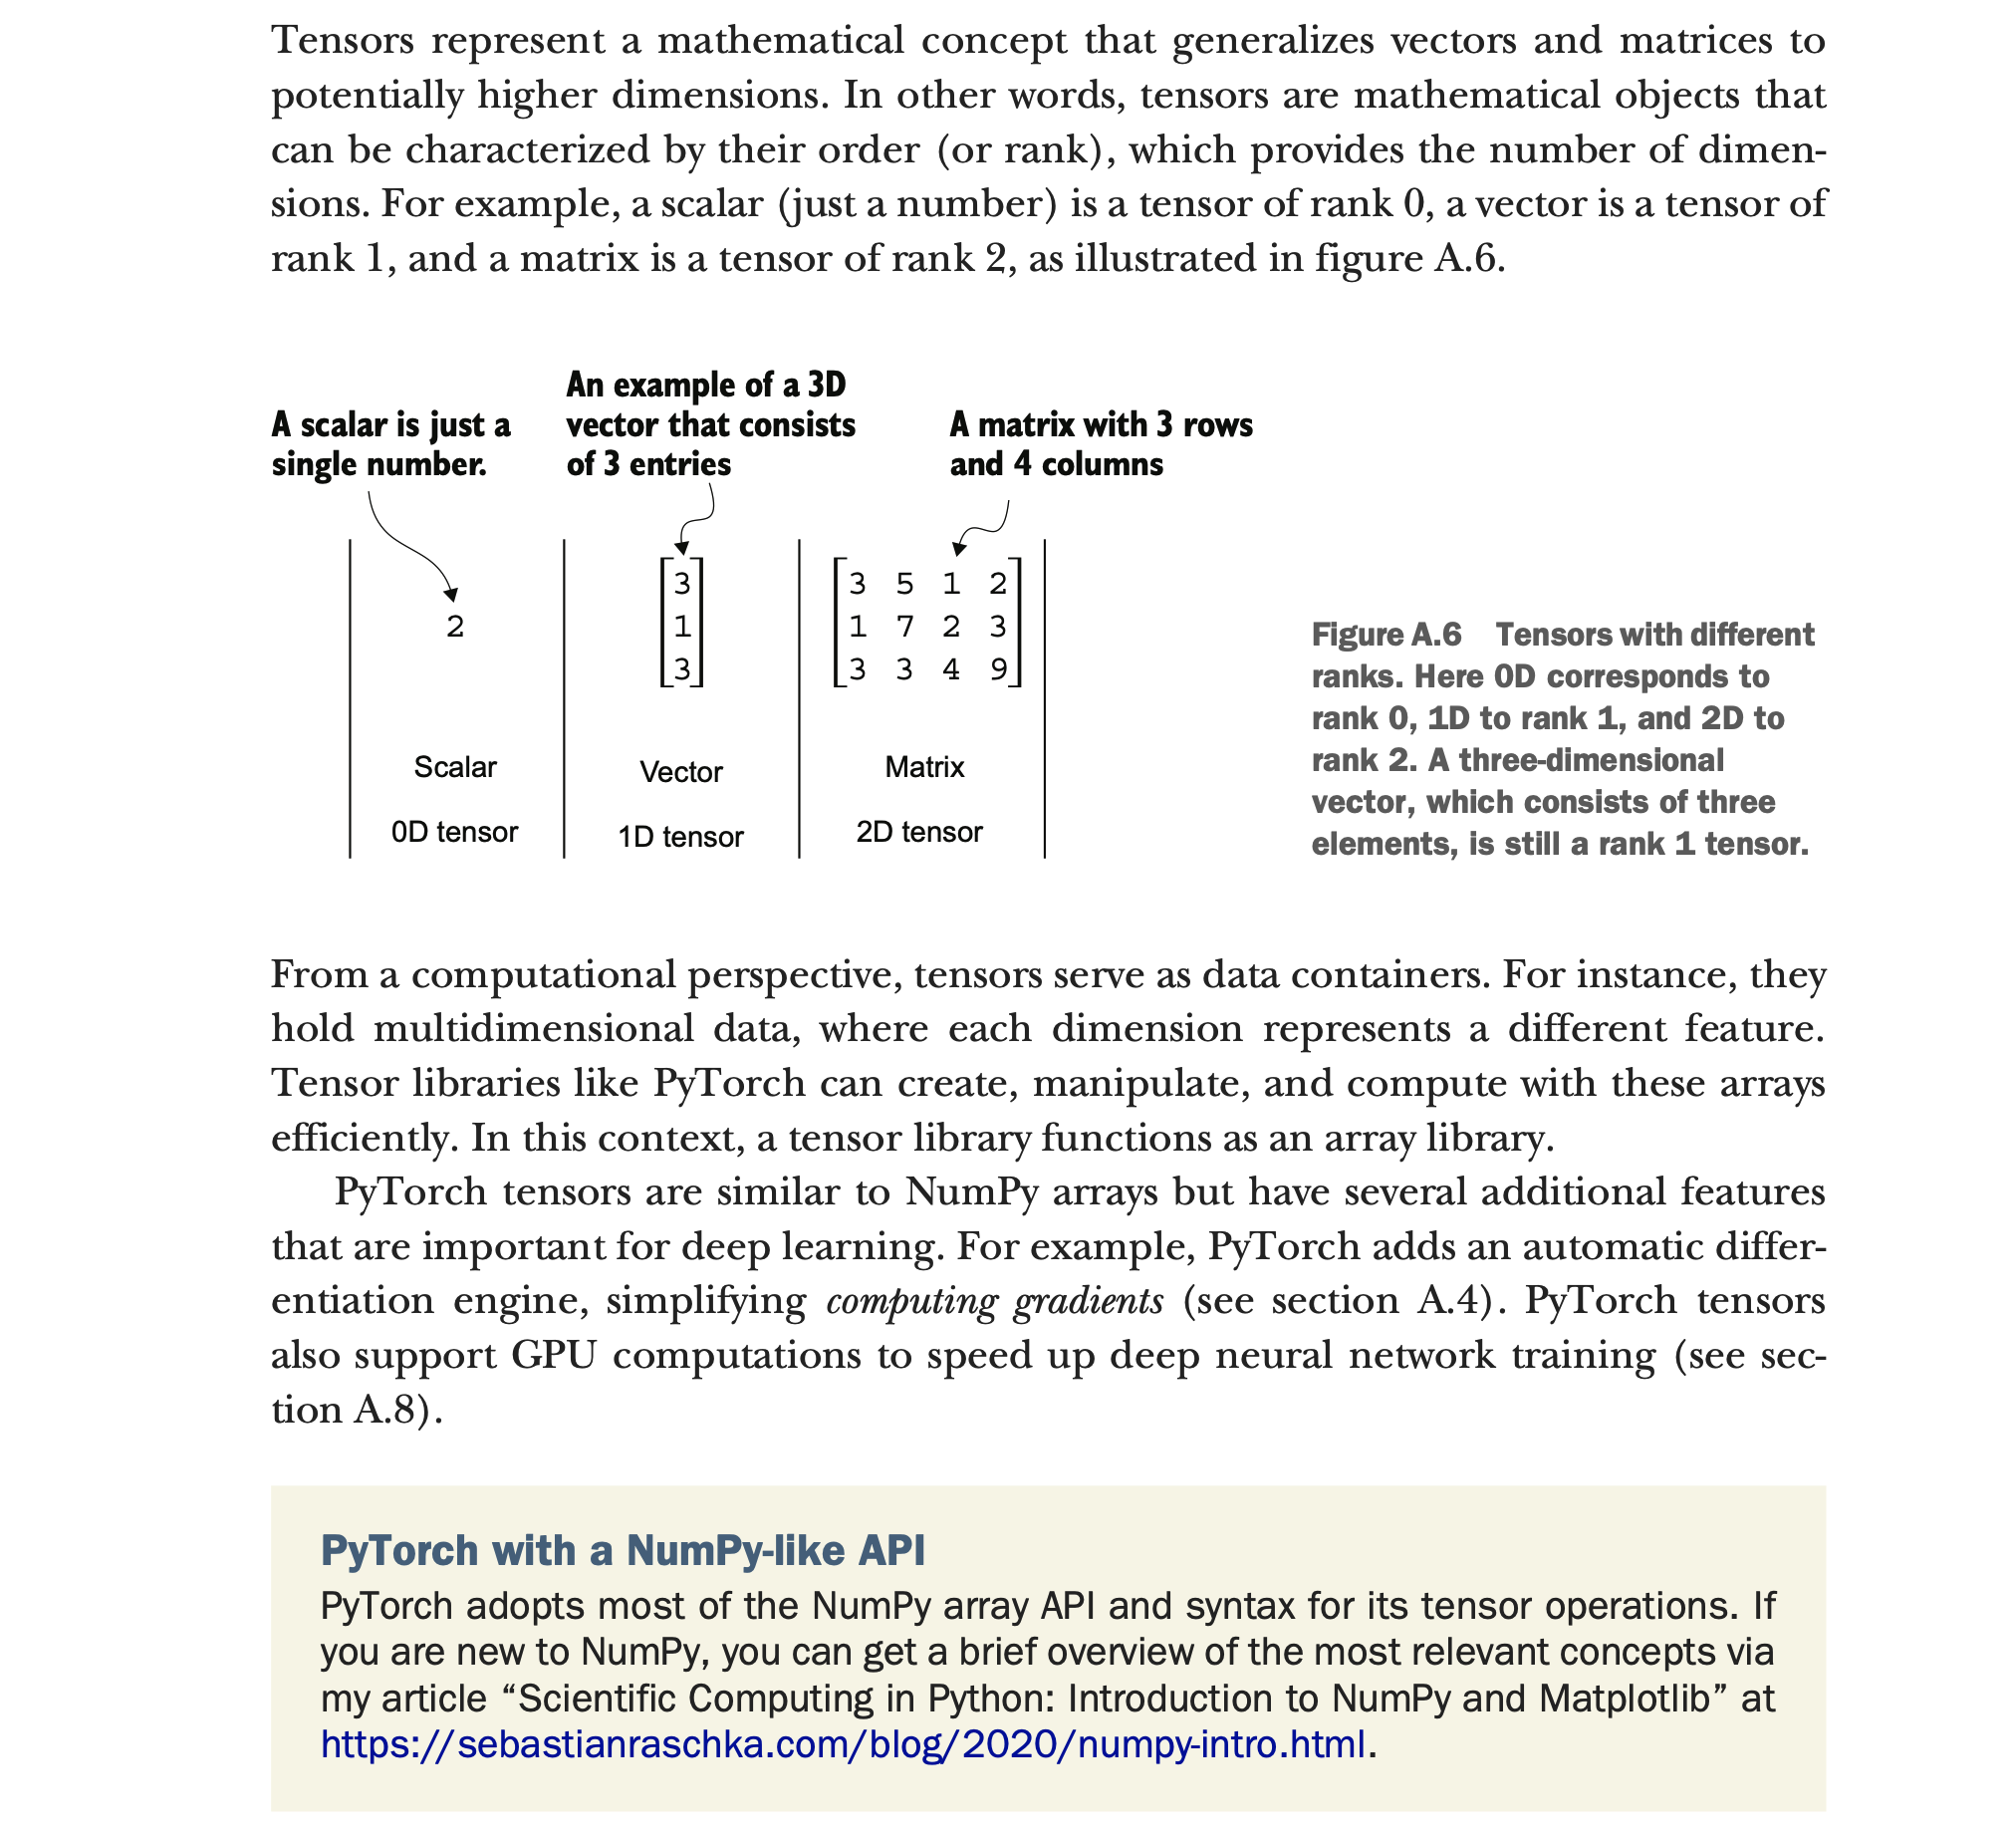 Tensors represent a mathematical concept that generalizes vectors and matrices to
potentially higher dimensions. In other words, tensors are mathematical objects that
can be characterized by their order (or rank), which provides the number of dimen-
sions. For example, a scalar (just a number) is a tensor of rank 0, a vector is a tensor of
rank 1, and a matrix is a tensor of rank 2, as illustrated in figure A.6.
A scalar is just a
single number.
An example of a 3D
vector that consists
of 3 entries
A matrix with 3 rows
and 4 columns
2
3
1
3
3 5 1 2
1 7 2 3
3 3 4 9
Scalar
0D tensor
Vector
1D tensor
Matrix
2D tensor
Figure A.6 Tensors with different
ranks. Here 0D corresponds to
rank 0, 1D to rank 1, and 2D to
rank 2. A three-dimensional
vector, which consists of three
elements, is still a rank 1 tensor.
From a computational perspective, tensors serve as data containers. For instance, they
hold multidimensional data, where each dimension represents a different feature.
Tensor libraries like PyTorch can create, manipulate, and compute with these arrays
efficiently. In this context, a tensor library functions as an array library.
PyTorch tensors are similar to NumPy arrays but have several additional features
that are important for deep learning. For example, PyTorch adds an automatic differ-
entiation engine, simplifying computing gradients (see section A.4). PyTorch tensors
also support GPU computations to speed up deep neural network training (see sec-
tion A.8).
PyTorch with a NumPy-like API
PyTorch adopts most of the NumPy array API and syntax for its tensor operations. If
you are new to NumPy, you can get a brief overview of the most relevant concepts via
my article “Scientific Computing in Python: Introduction to NumPy and Matplotlib” at
https://sebastianraschka.com/blog/2020/numpy-intro.html.